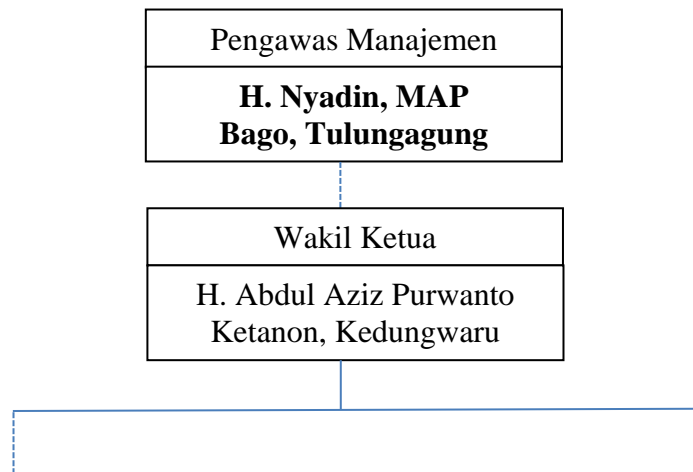 Pengawas Manajemen
H. Nyadin, MAP
Bago, Tulungagung
Wakil Ketua
H. Abdul Aziz Purwanto
Ketanon, Kedungwaru